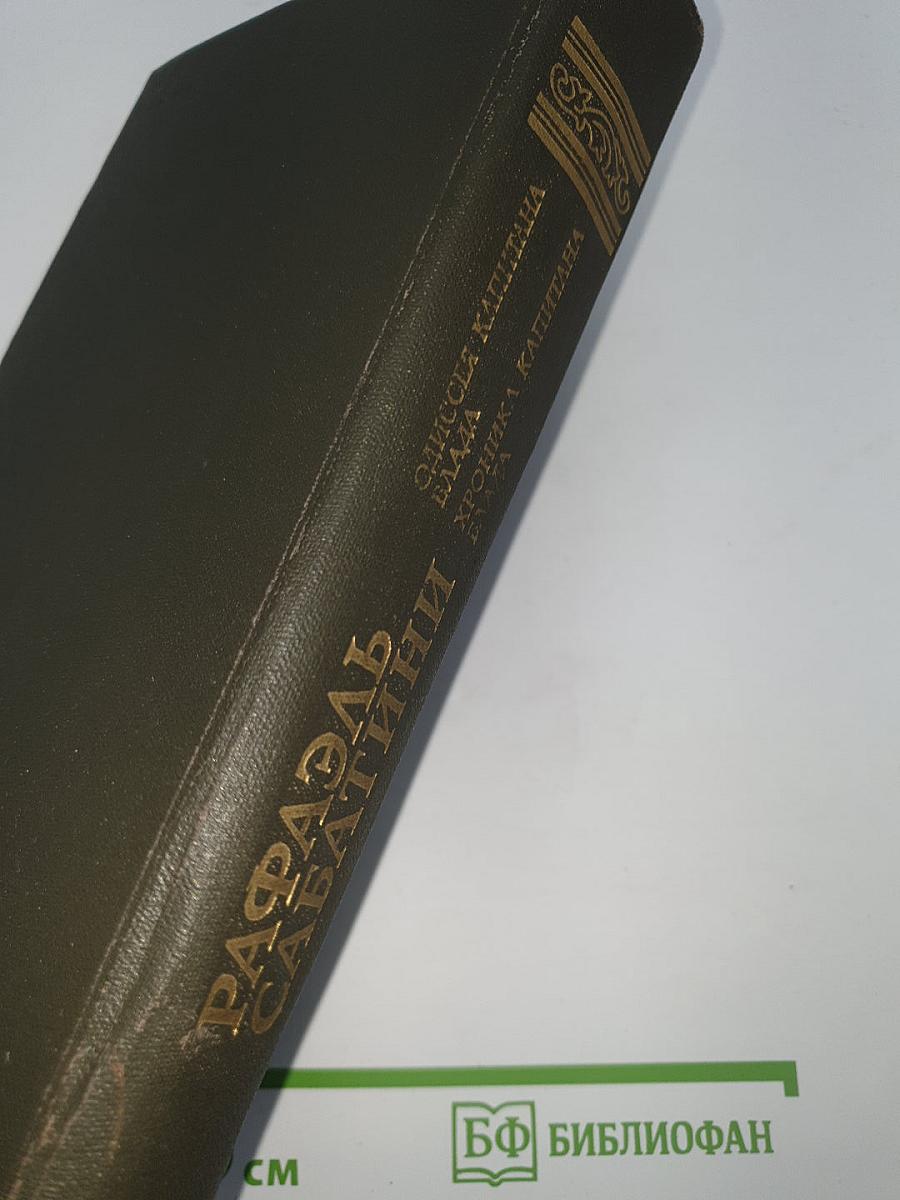 РАФАЭЛЬ
САБАТИНИ
ОДИССЕЯ КАПИТАНА
БЛАДА
ХРОНИКА КАПИТАНА
БЛАДА
СМ
БФ БИБЛИОФАН